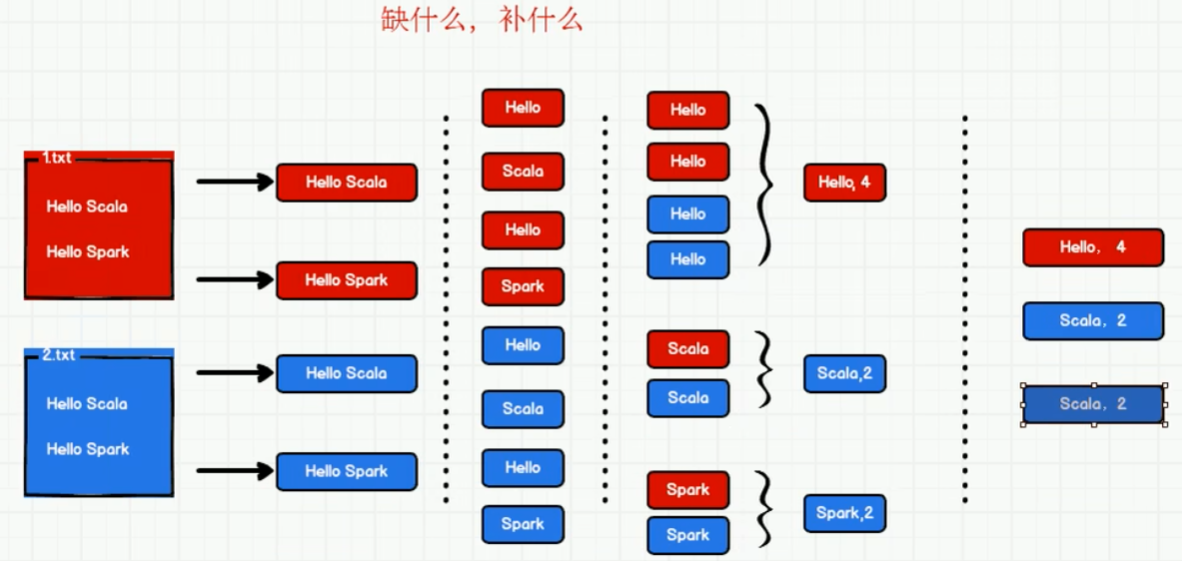 缺什么，补什么
1.txt
Hello Scala
Hello Spark
2.txt
Hello Scala
Hello Spark
Hello Scala
Hello Spark
Hello Scala
Hello Spark
Hello
Scala
Hello
Spark
Hello
Scala
Hello
Spark
Hello
Hello
Hello
Hello
Scala
Scala
Spark
Spark
Hello, 4
Scala,2
Spark,2
Hello， 4
Scala，2
Scala，2